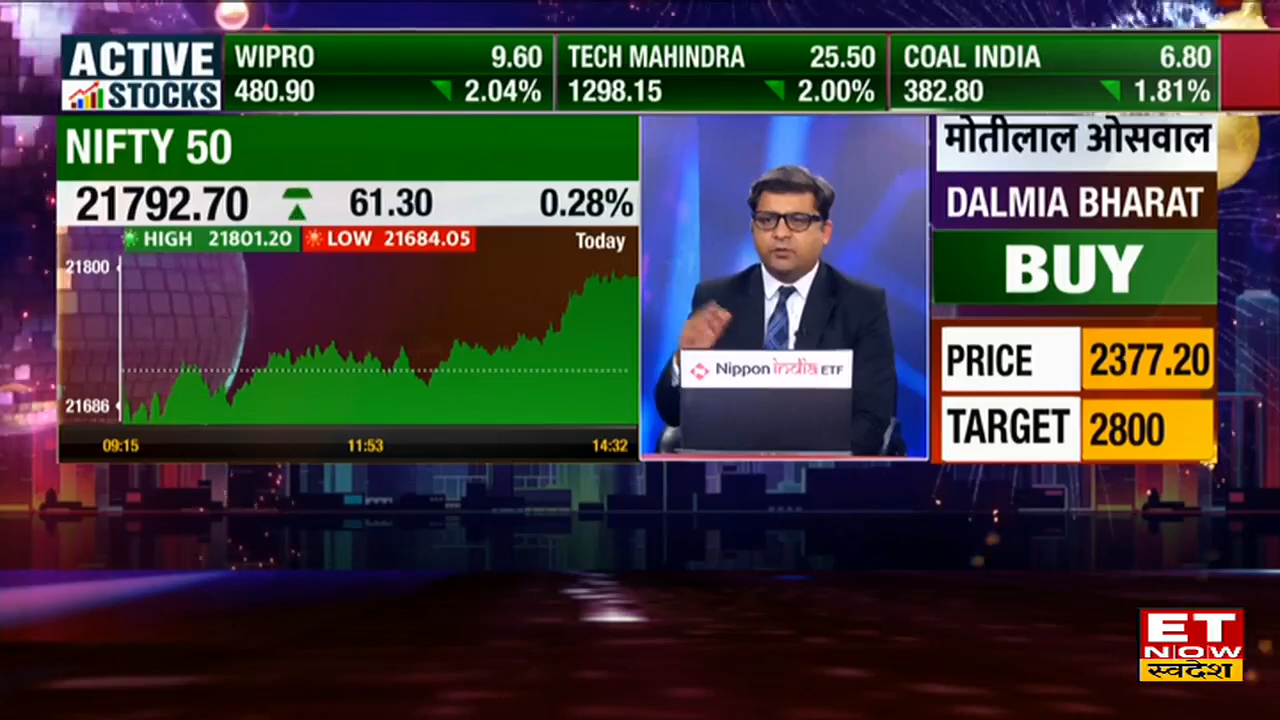 ACTIVE
STOCKS
WIPRO 9.60
480.90 2.04%
TECH MAHINDRA 25.50
1298.15 2.00%
COAL INDIA 6.80
382.80 1.81%
NIFTY 50
21792.70 61.30 0.28%
HIGH 21801.20 LOW 21684.05 Today
21800
21686
09:15 11:53 14:32
Nippon india ETF
मोतीलाल ओसवाल
DALMIA BHARAT
BUY
PRICE 2377.20
TARGET 2800
ET
NOW
स्वदेश